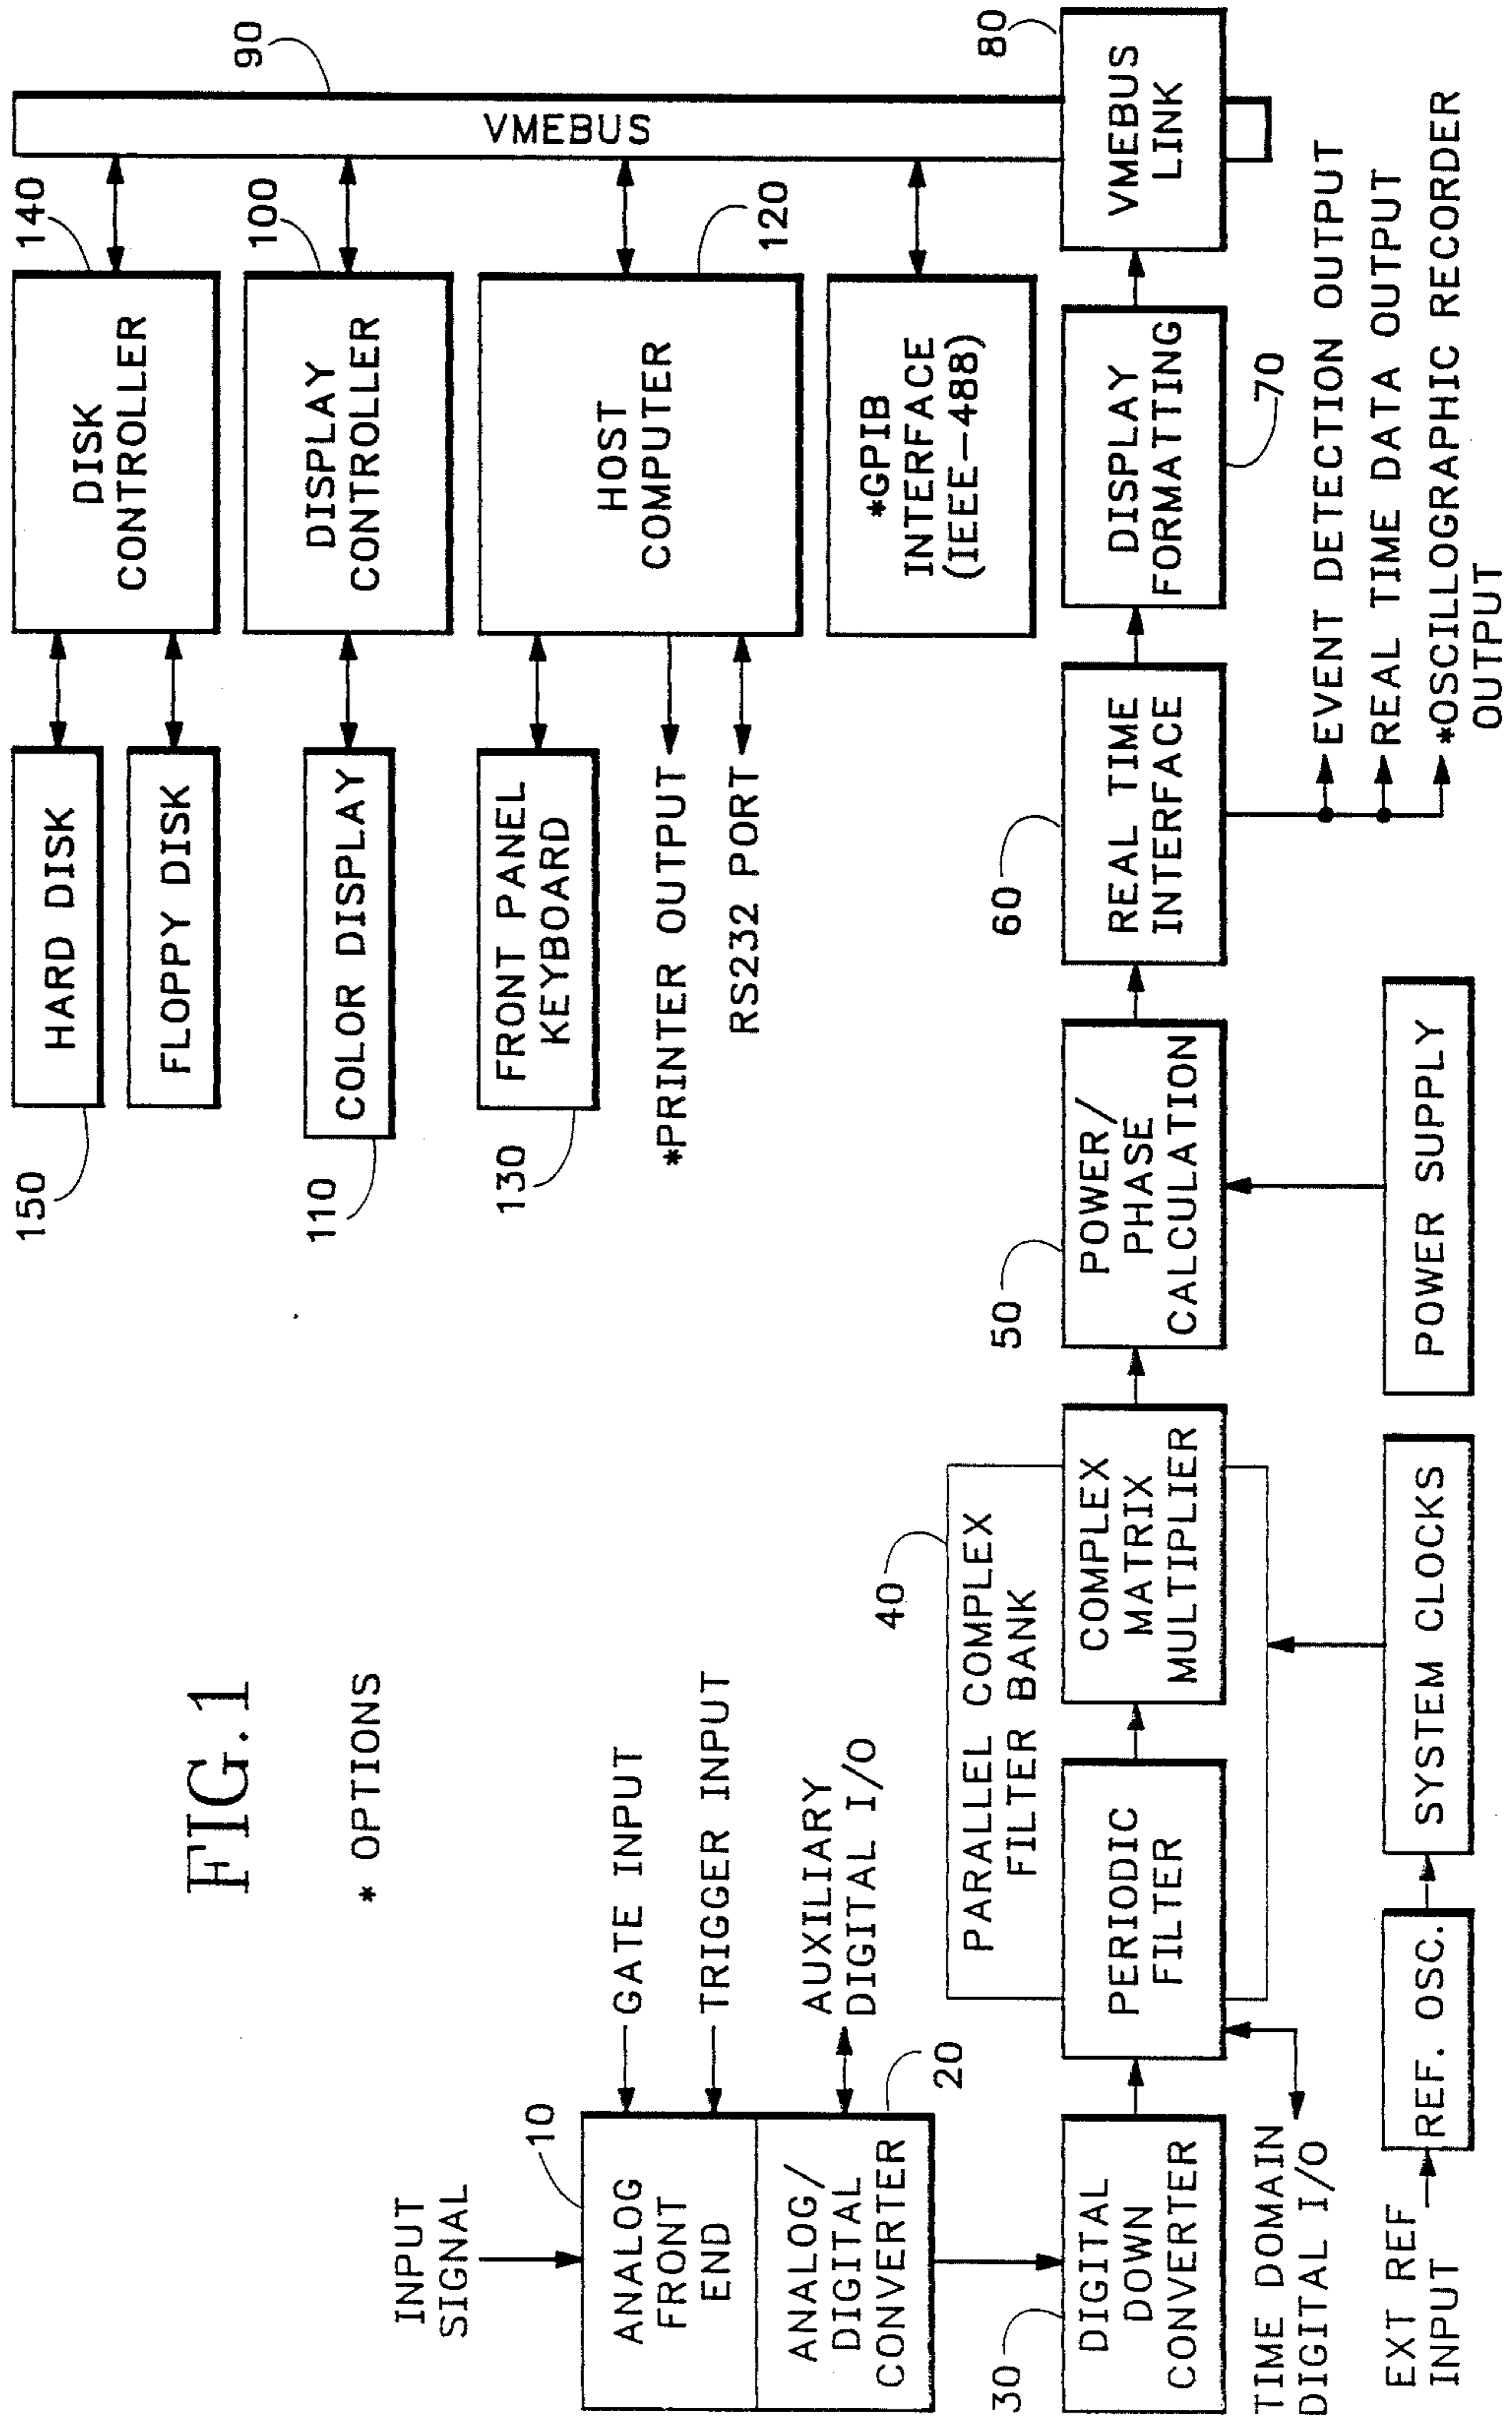 FIG.1
* OPTIONS
INPUT
SIGNAL
10
ANALOG
FRONT
END
GATE INPUT
TRIGGER INPUT
ANALOG/
DIGITAL
CONVERTER
20
AUXILIARY
DIGITAL I/O
30
DIGITAL
DOWN
CONVERTER
TIME DOMAIN
DIGITAL I/O
EXT REF
INPUT
REF. OSC.
SYSTEM CLOCKS
40
PARALLEL COMPLEX
FILTER BANK
PERIODIC
FILTER
COMPLEX
MATRIX
MULTIPLIER
50
POWER/
PHASE
CALCULATION
POWER SUPPLY
60
REAL TIME
INTERFACE
EVENT DETECTION OUTPUT
REAL TIME DATA OUTPUT
*OSCILLOGRAPHIC RECORDER
OUTPUT
DISPLAY
FORMATTING
70
80
VMEBUS
LINK
90
VMEBUS
150
HARD DISK
FLOPPY DISK
140
DISK
CONTROLLER
110
COLOR DISPLAY
100
DISPLAY
CONTROLLER
130
FRONT PANEL
KEYBOARD
*PRINTER OUTPUT
RS232 PORT
120
HOST
COMPUTER
*GPIB
INTERFACE
(IEEE-488)